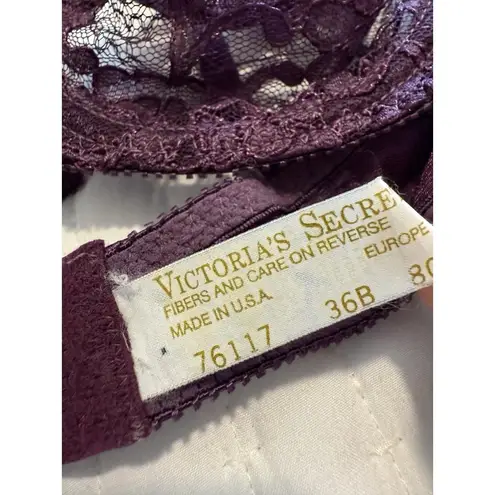 VICTORIA'S SECRE
FIBERS AND CARE ON REVERSE
MADE IN U.S.A. EUROPE
76117 36B 80